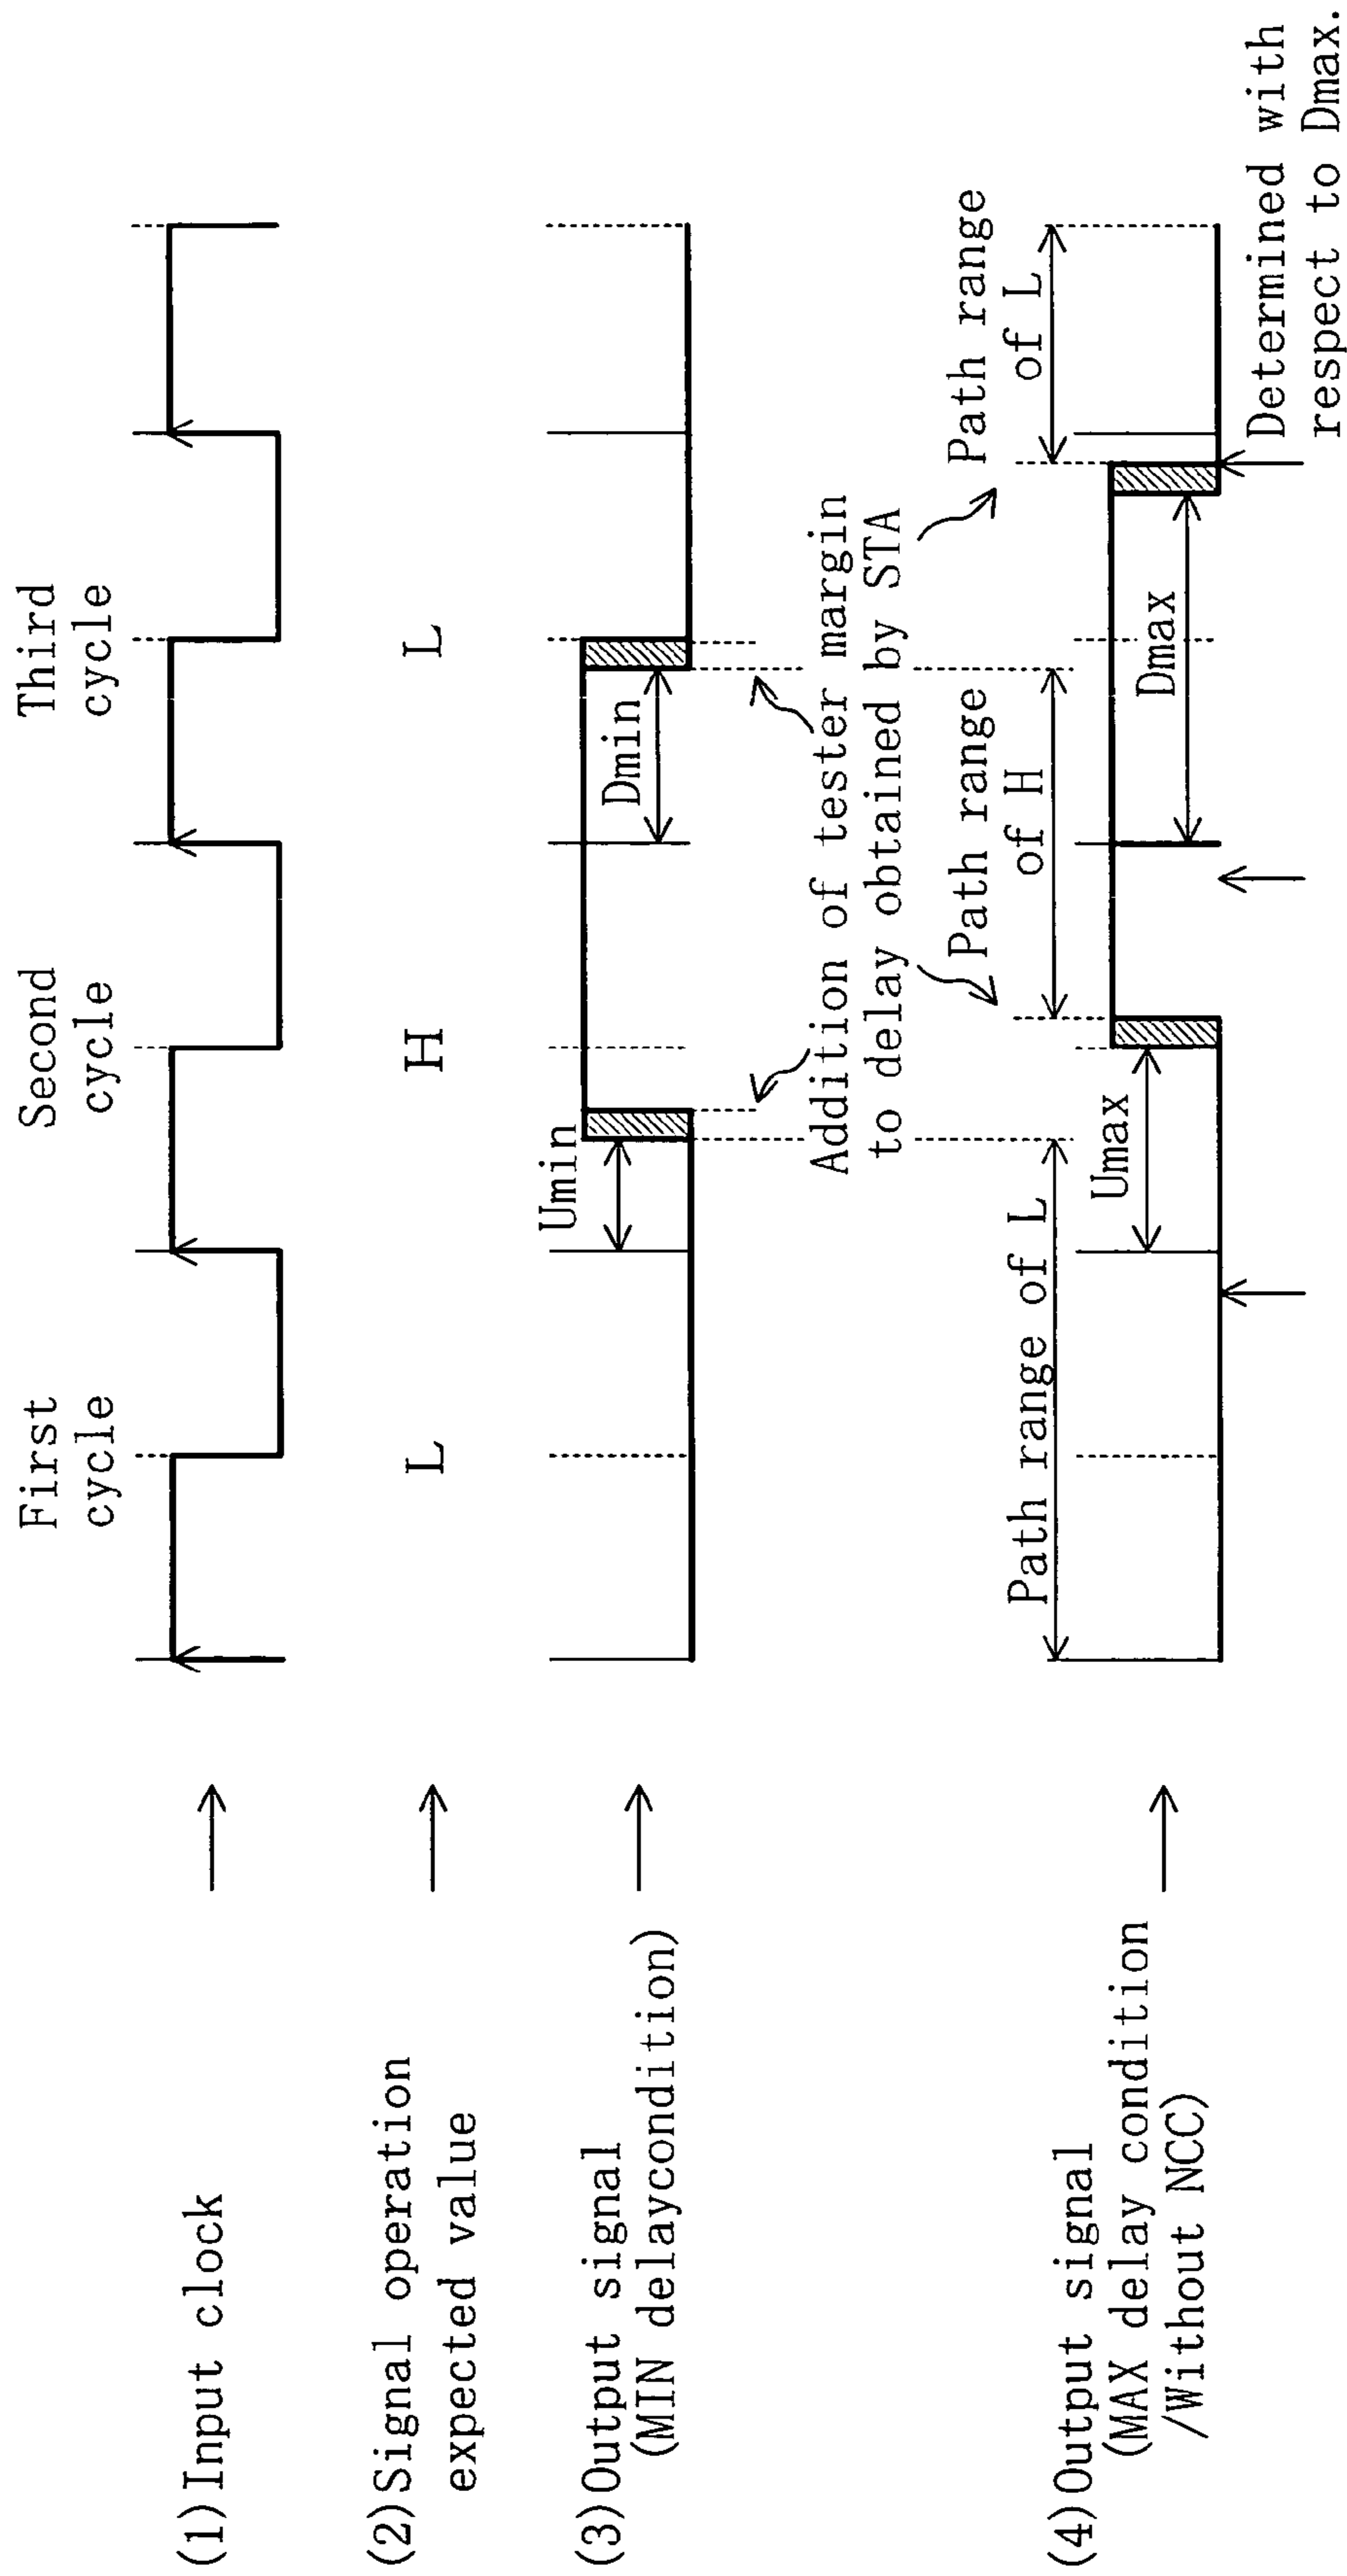 First
cycle
Second
cycle
Third
cycle
(1)Input clock
(2)Signal operation
expected value
L
H
L
(3)Output signal
(MIN delaycondition)
Umin
Dmin
Addition of tester margin
to delay obtained by STA
Path range of L
Path range
of H
Path range
of L
(4)Output signal
(MAX delay condition
/Without NCC)
Umax
Dmax
Determined with
respect to Dmax.